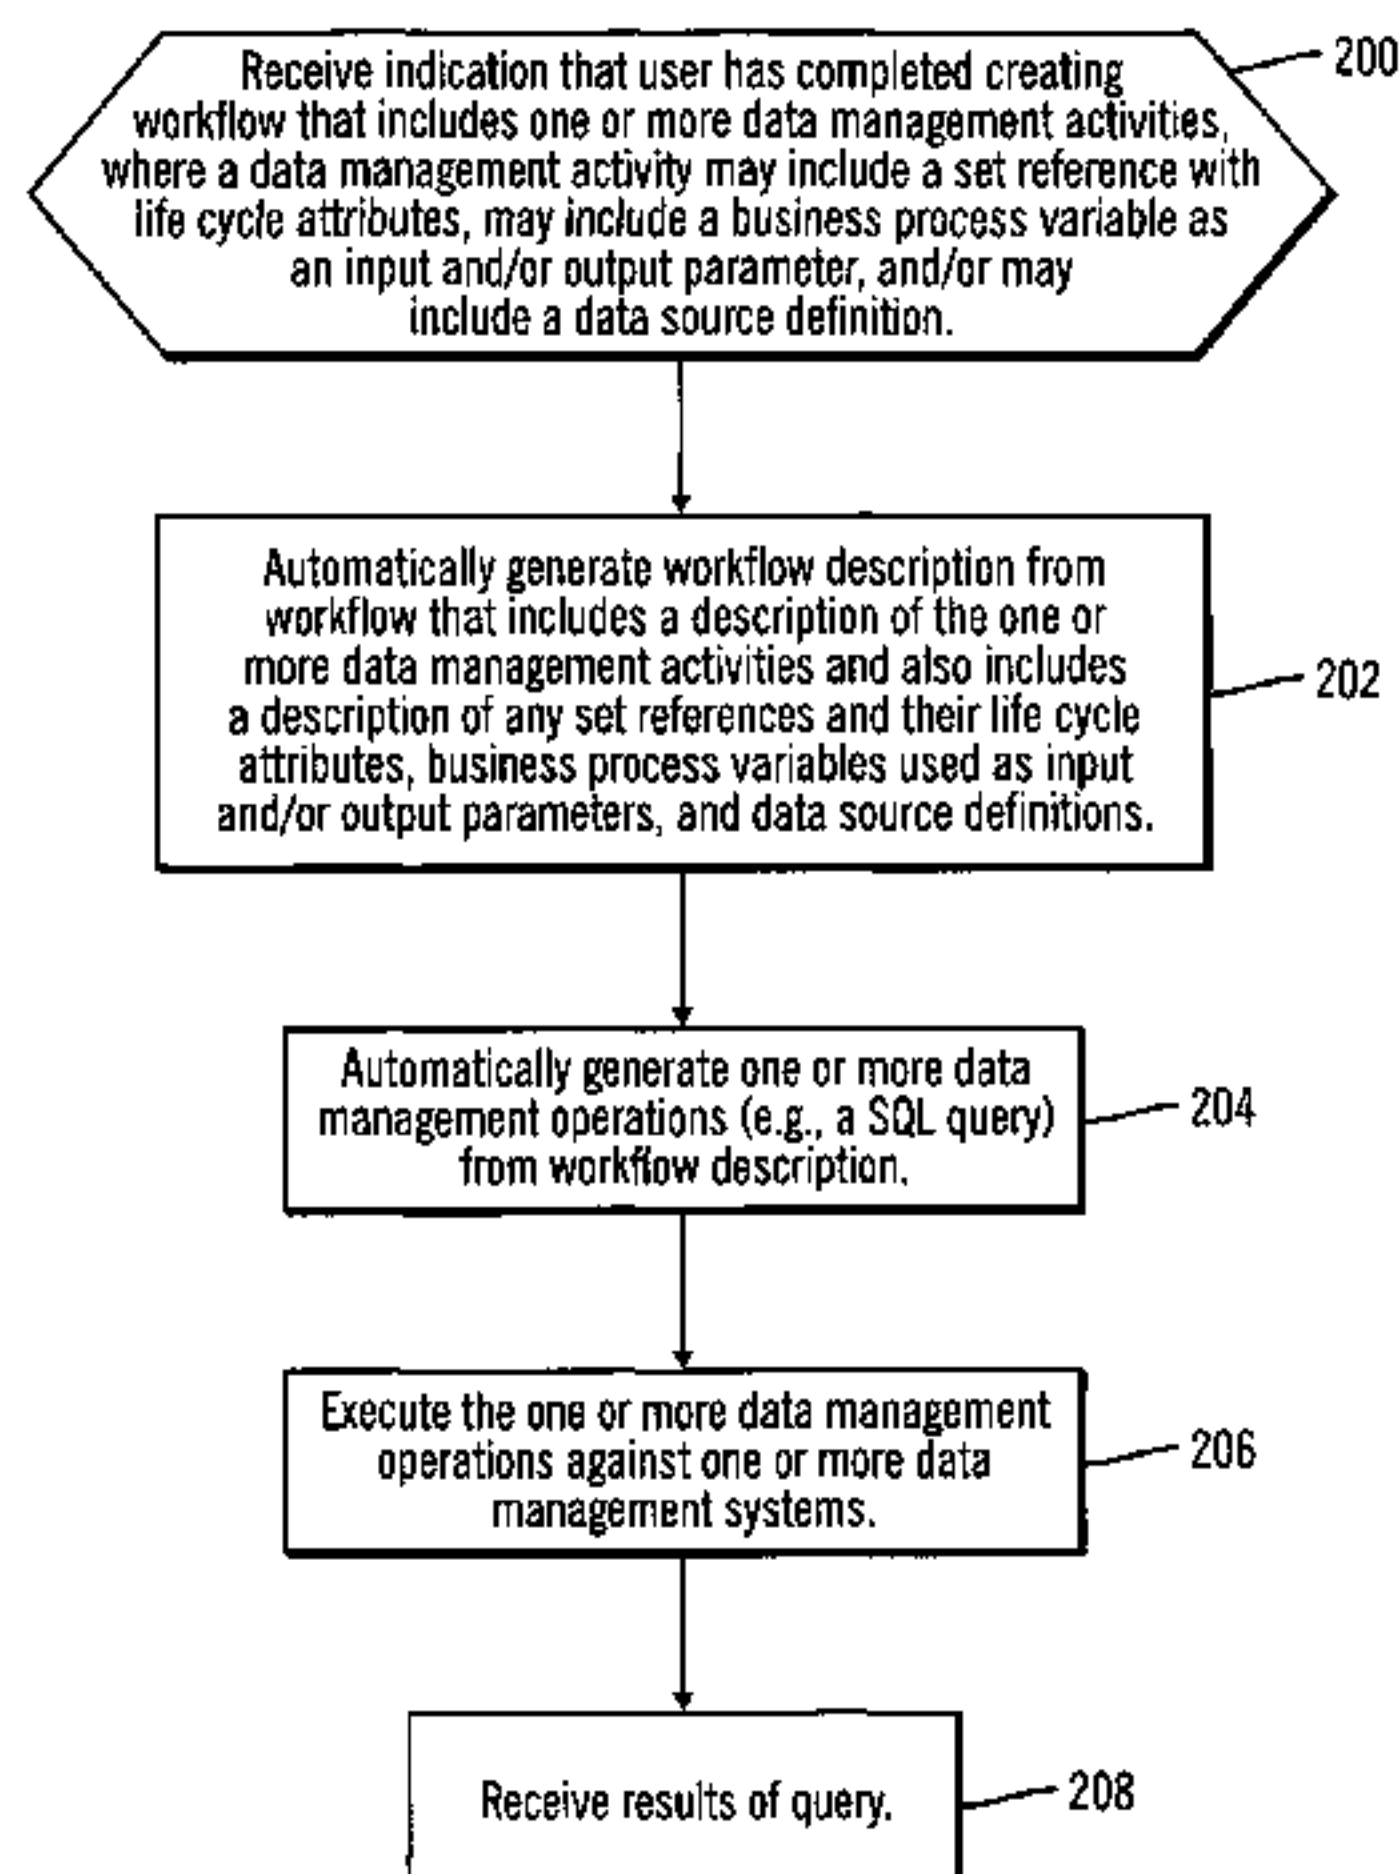 Receive indication that user has completed creating
workflow that includes one or more data management activities,
where a data management activity may include a set reference with
life cycle attributes, may include a business process variable as
an input and/or output parameter, and/or may
include a data source definition.
200
Automatically generate workflow description from
workflow that includes a description of the one or
more data management activities and also includes
a description of any set references and their life cycle
attributes, business process variables used as input
and/or output parameters, and data source definitions.
202
Automatically generate one or more data
management operations (e.g., a SQL query)
from workflow description.
204
Execute the one or more data management
operations against one or more data
management systems.
206
Receive results of query.
208